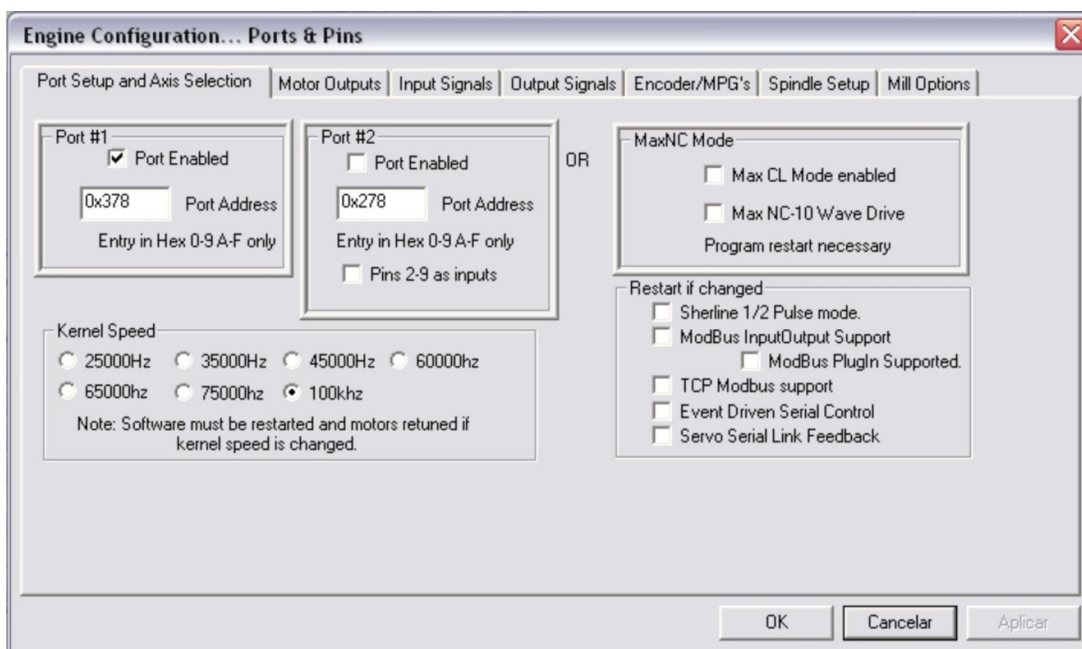 Engine Configuration... Ports & Pins
Port Setup and Axis Selection
Motor Outputs
Input Signals
Output Signals
Encoder/MPG's
Spindle Setup
Mill Options
Port #1
Port Enabled
0x378 Port Address
Entry in Hex 0-9 A-F only
Port #2
Port Enabled
0x278 Port Address
Entry in Hex 0-9 A-F only
Pins 2-9 as inputs
OR
MaxNC Mode
Max CL Mode enabled
Max NC-10 Wave Drive
Program restart necessary
Restart if changed
Sherline 1/2 Pulse mode.
ModBus InputOutput Support
ModBus PlugIn Supported.
TCP Modbus support
Event Driven Serial Control
Servo Serial Link Feedback
Kernel Speed
25000Hz 35000Hz 45000Hz 60000hz
65000hz 75000hz 100khz
Note: Software must be restarted and motors retuned if
kernel speed is changed.
OK
Cancelar
Aplicar